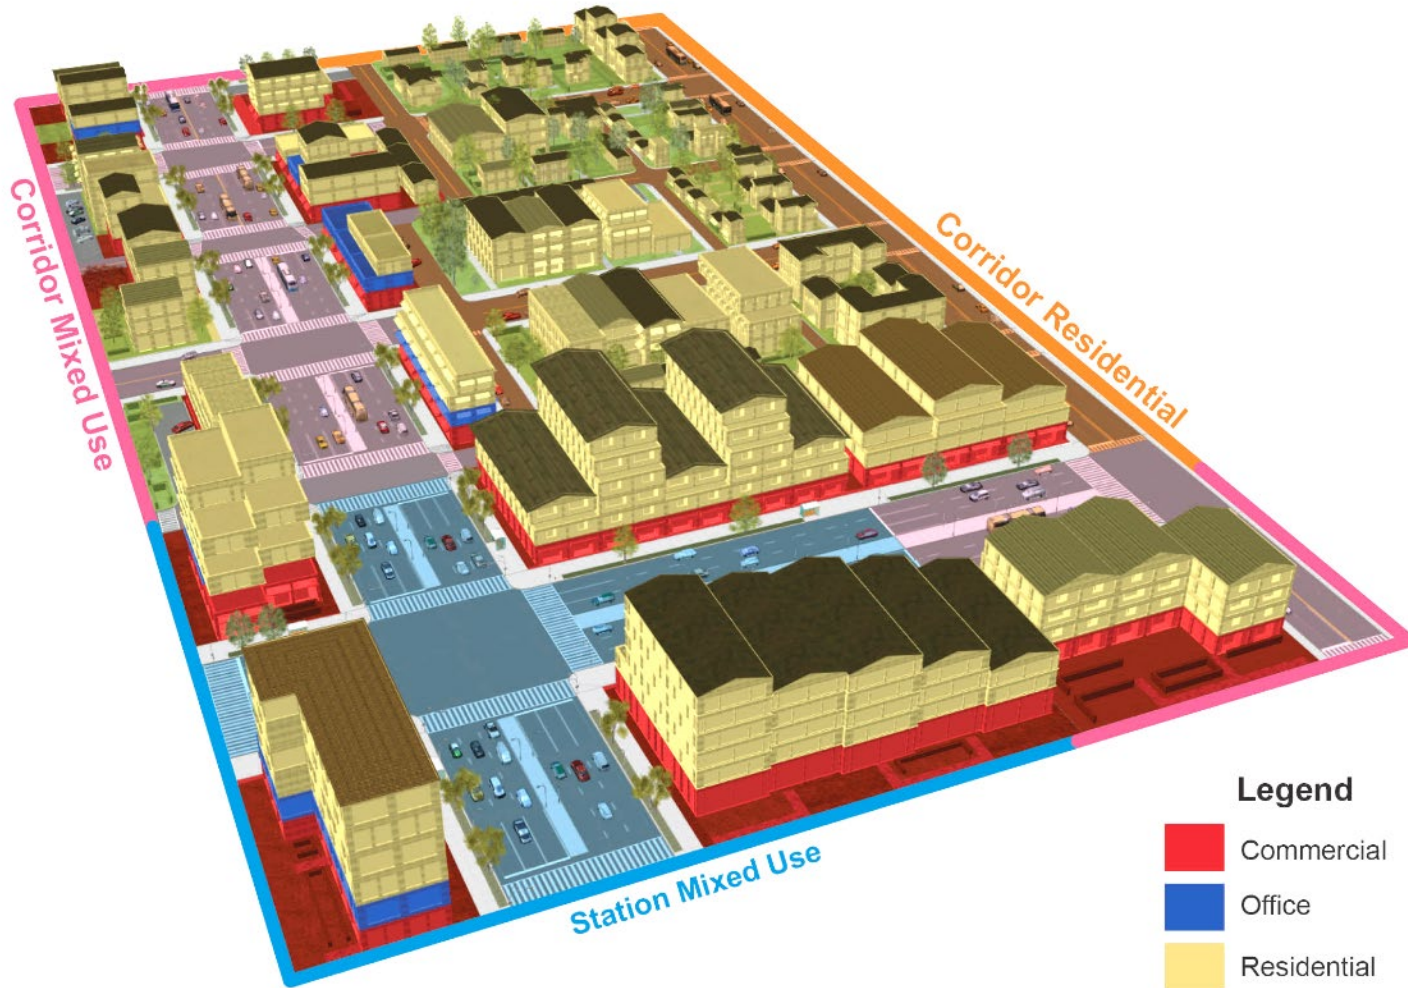 Corridor Mixed Use
Corridor Residential
Station Mixed Use
Legend
Commercial
Office
Residential